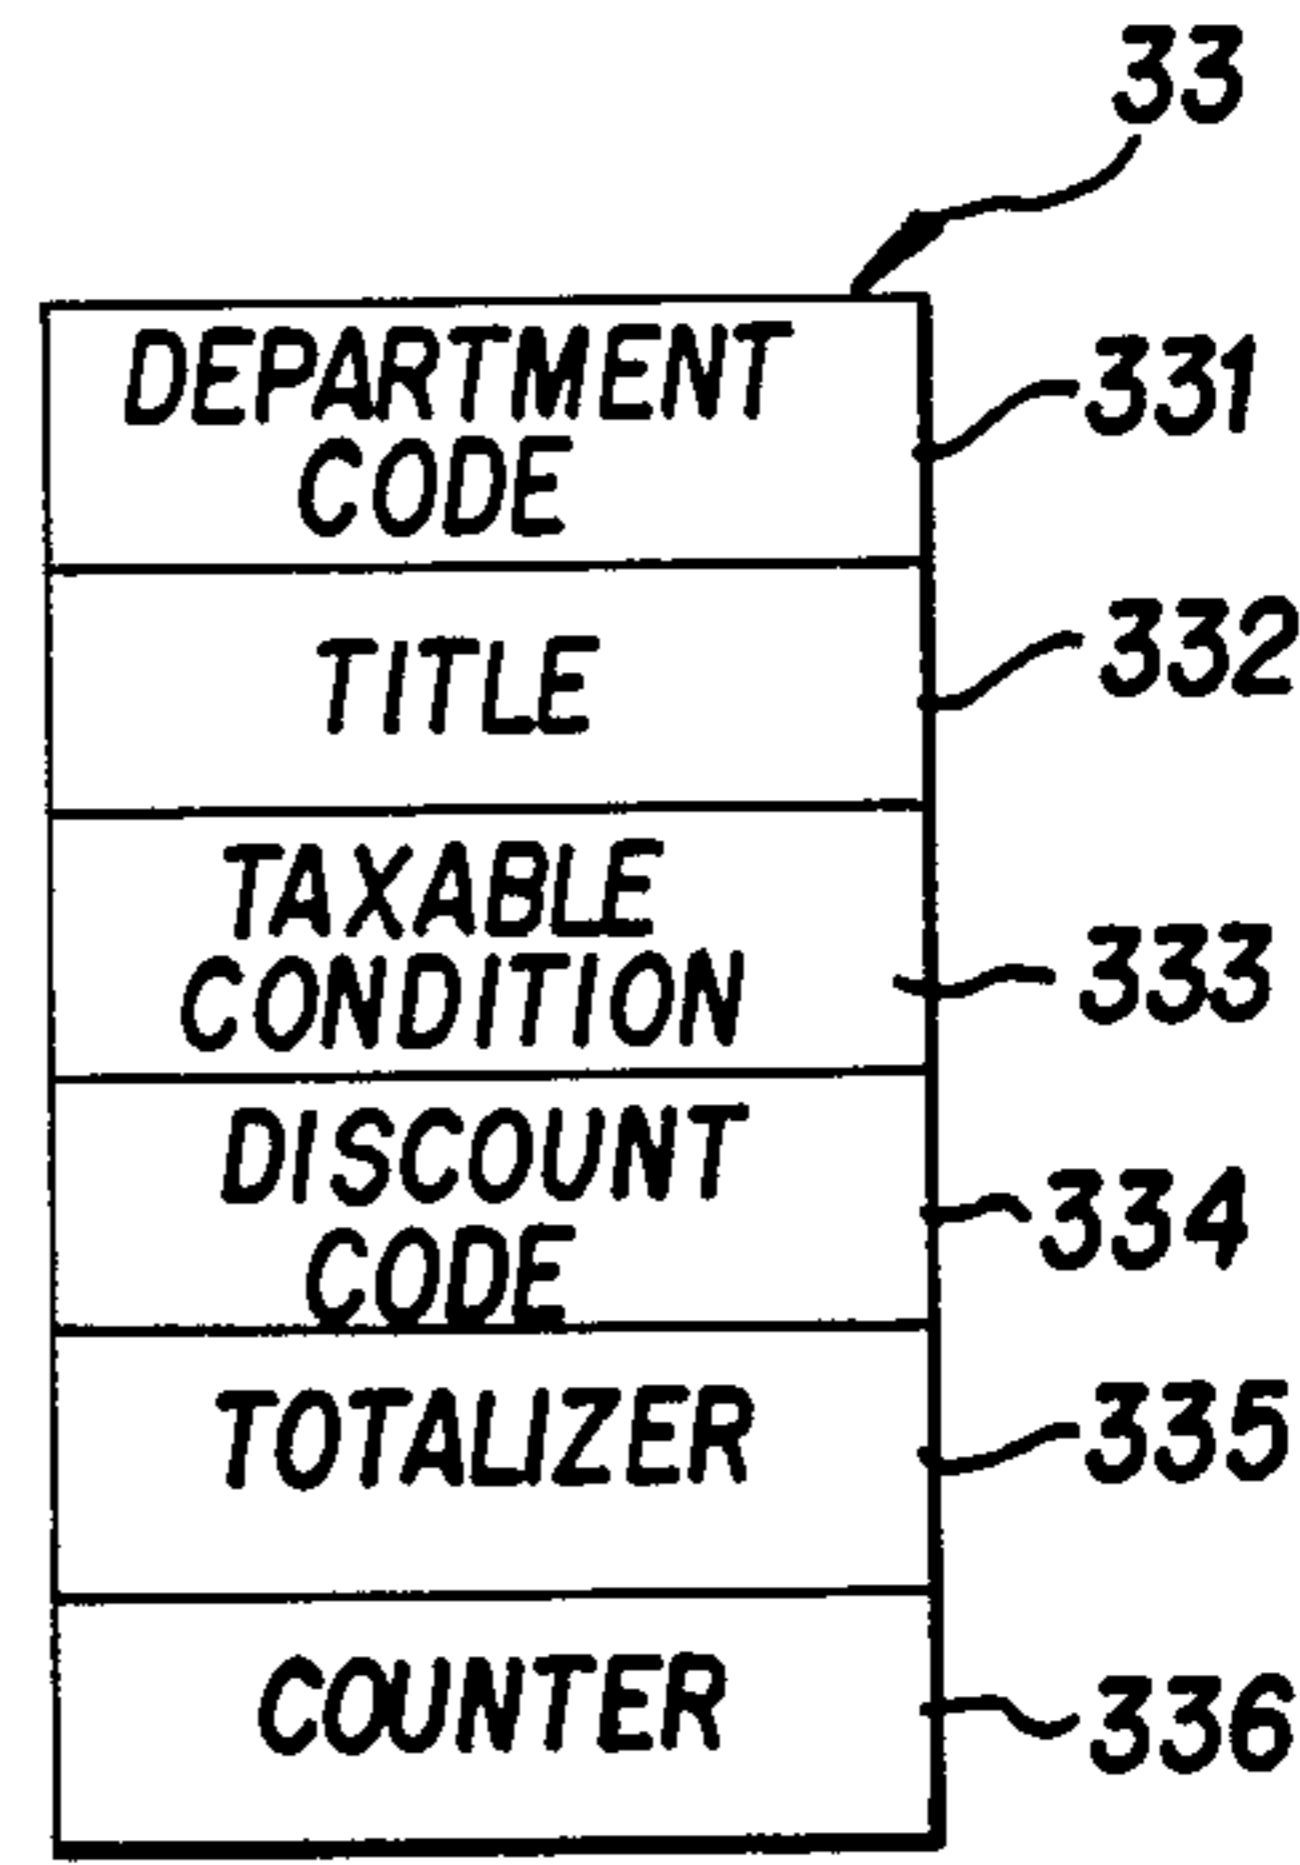 33
DEPARTMENT
CODE
331
TITLE
332
TAXABLE
CONDITION
333
DISCOUNT
CODE
334
TOTALIZER
335
COUNTER
336